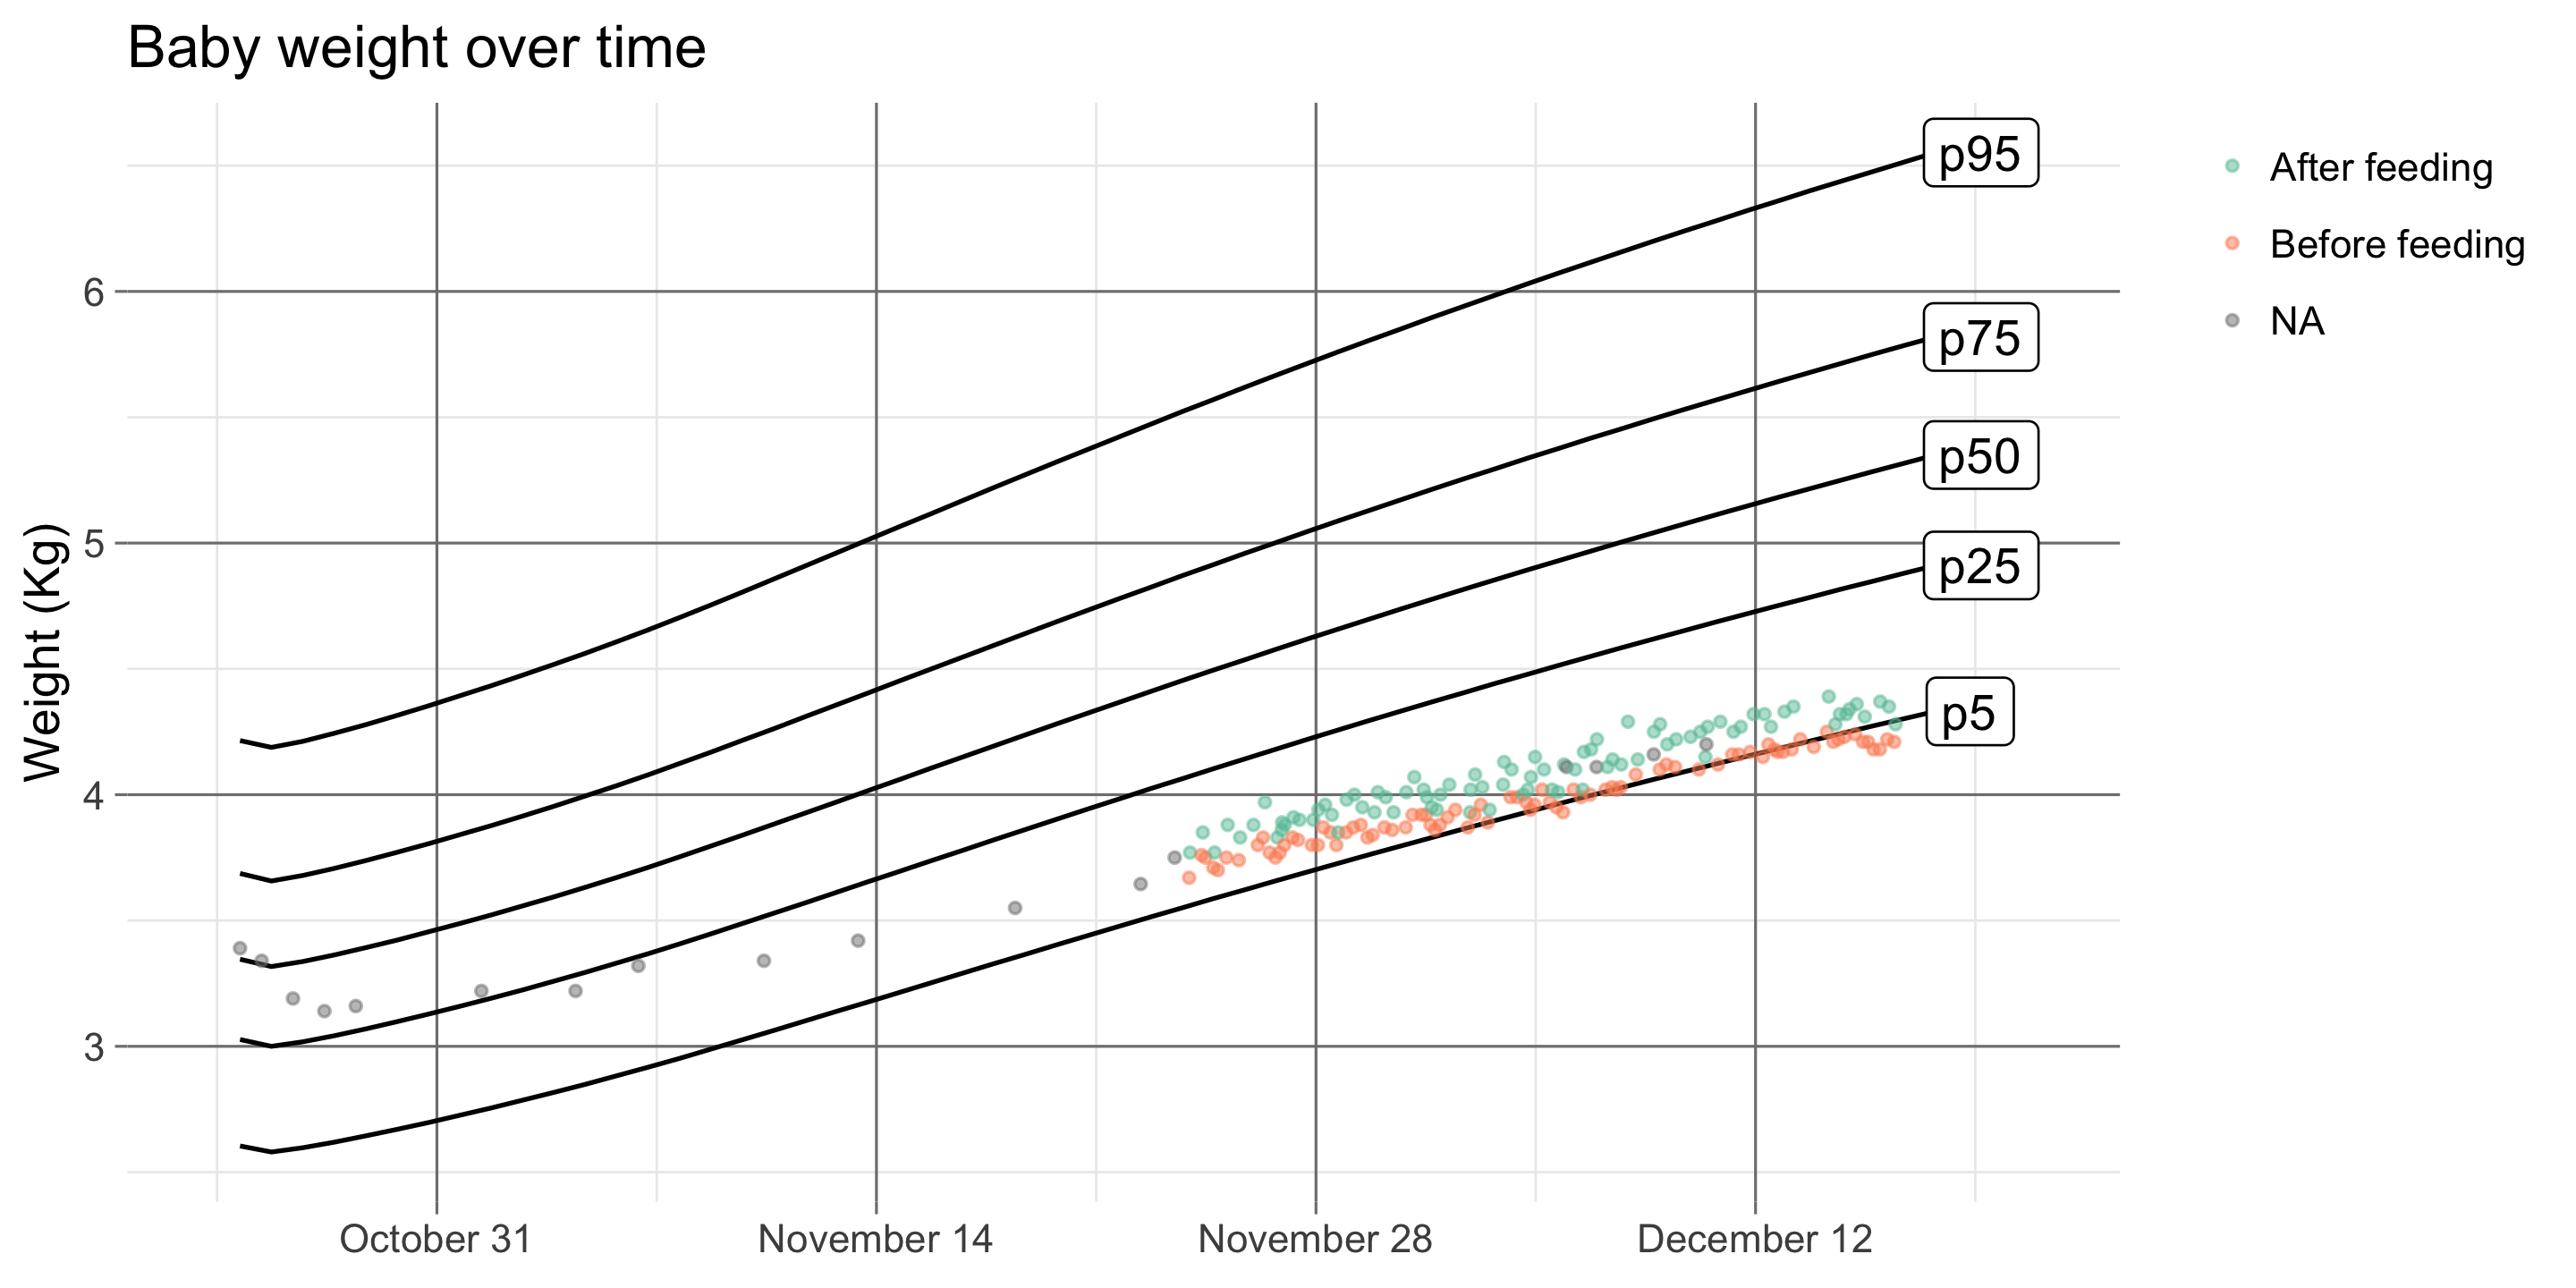 Baby weight over time
Weight (Kg)
6
5
4
3
October 31
November 14
November 28
December 12
p95
p75
p50
p25
p5
After feeding
Before feeding
NA